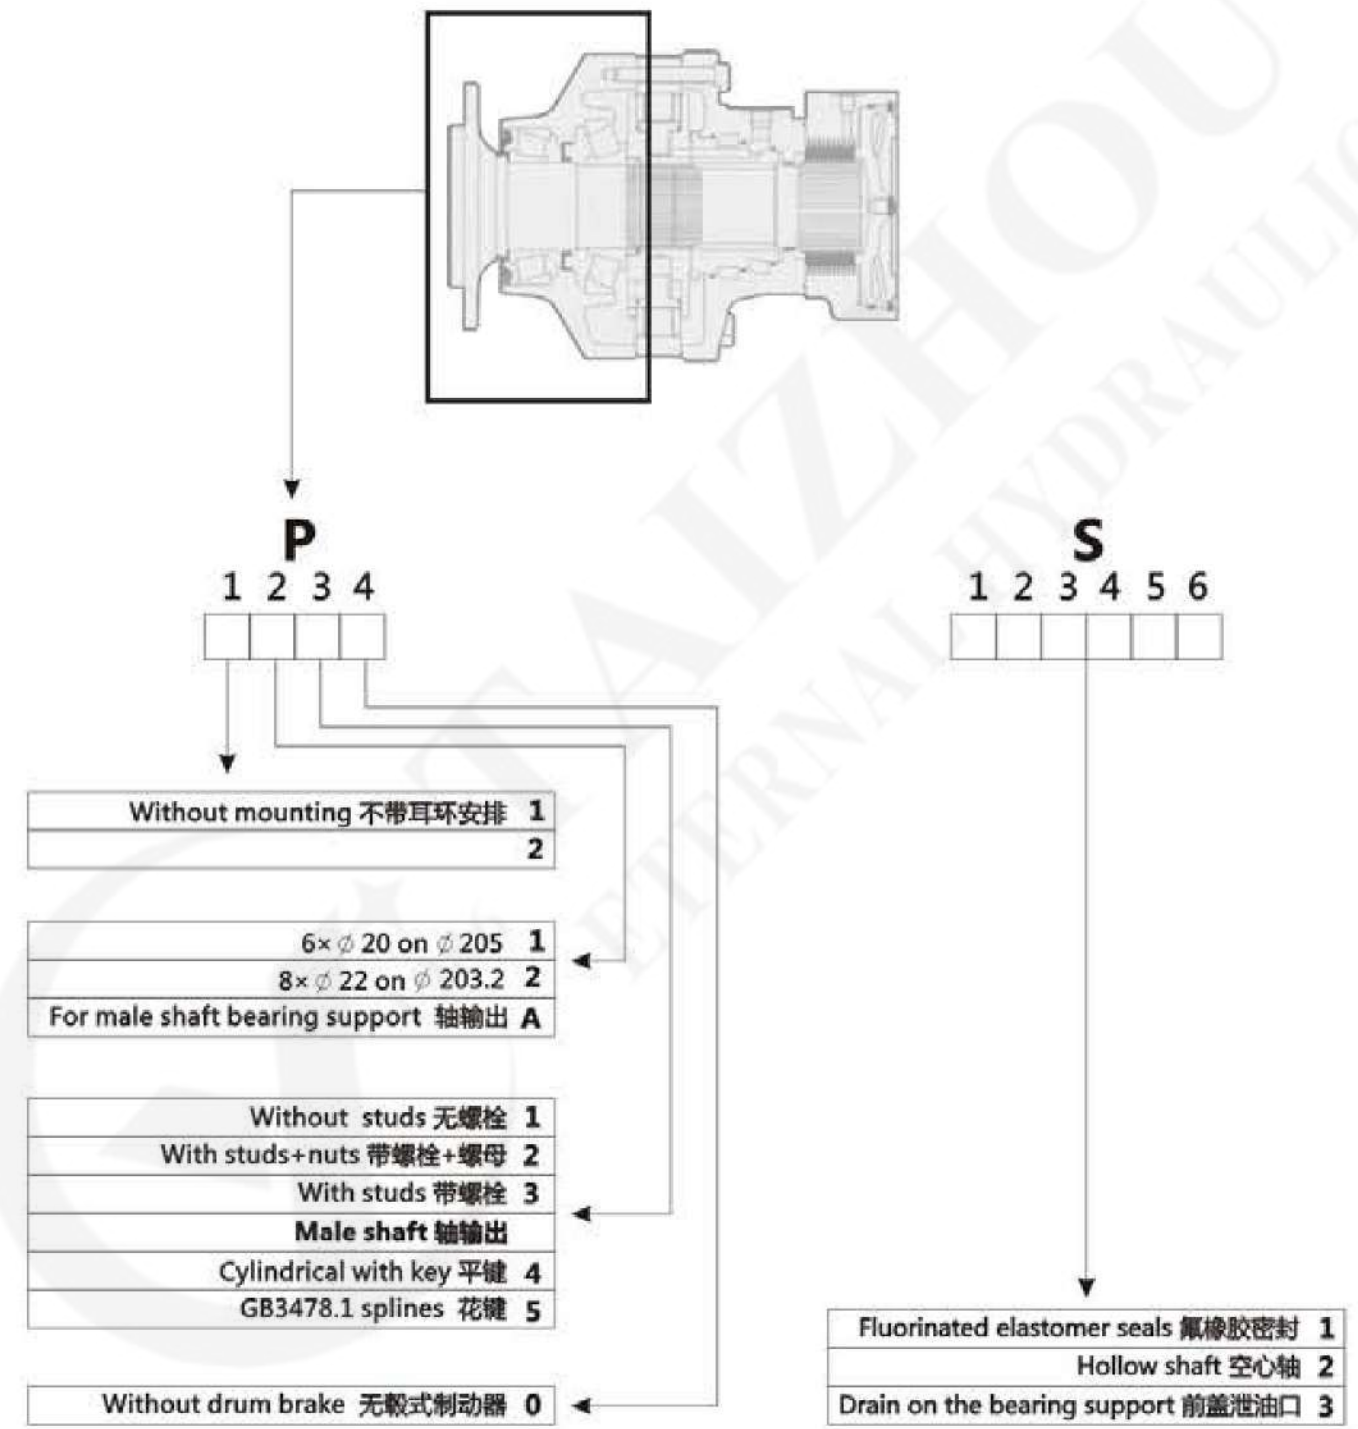 P
1 2 3 4
S
1 2 3 4 5 6
Without mounting 不带耳环安排 1
2
6×∅20 on ∅205 1
8×∅22 on ∅203.2 2
For male shaft bearing support 轴输出 A
Without studs 无螺栓 1
With studs+nuts 带螺栓+螺母 2
With studs 带螺栓 3
Male shaft 轴输出
Cylindrical with key 平键 4
GB3478.1 splines 花键 5
Without drum brake 无毂式制动器 0
Fluorinated elastomer seals 氟橡胶密封 1
Hollow shaft 空心轴 2
Drain on the bearing support 前盖泄油口 3
TAIZHOU
ETERNAL HYDRAULIC